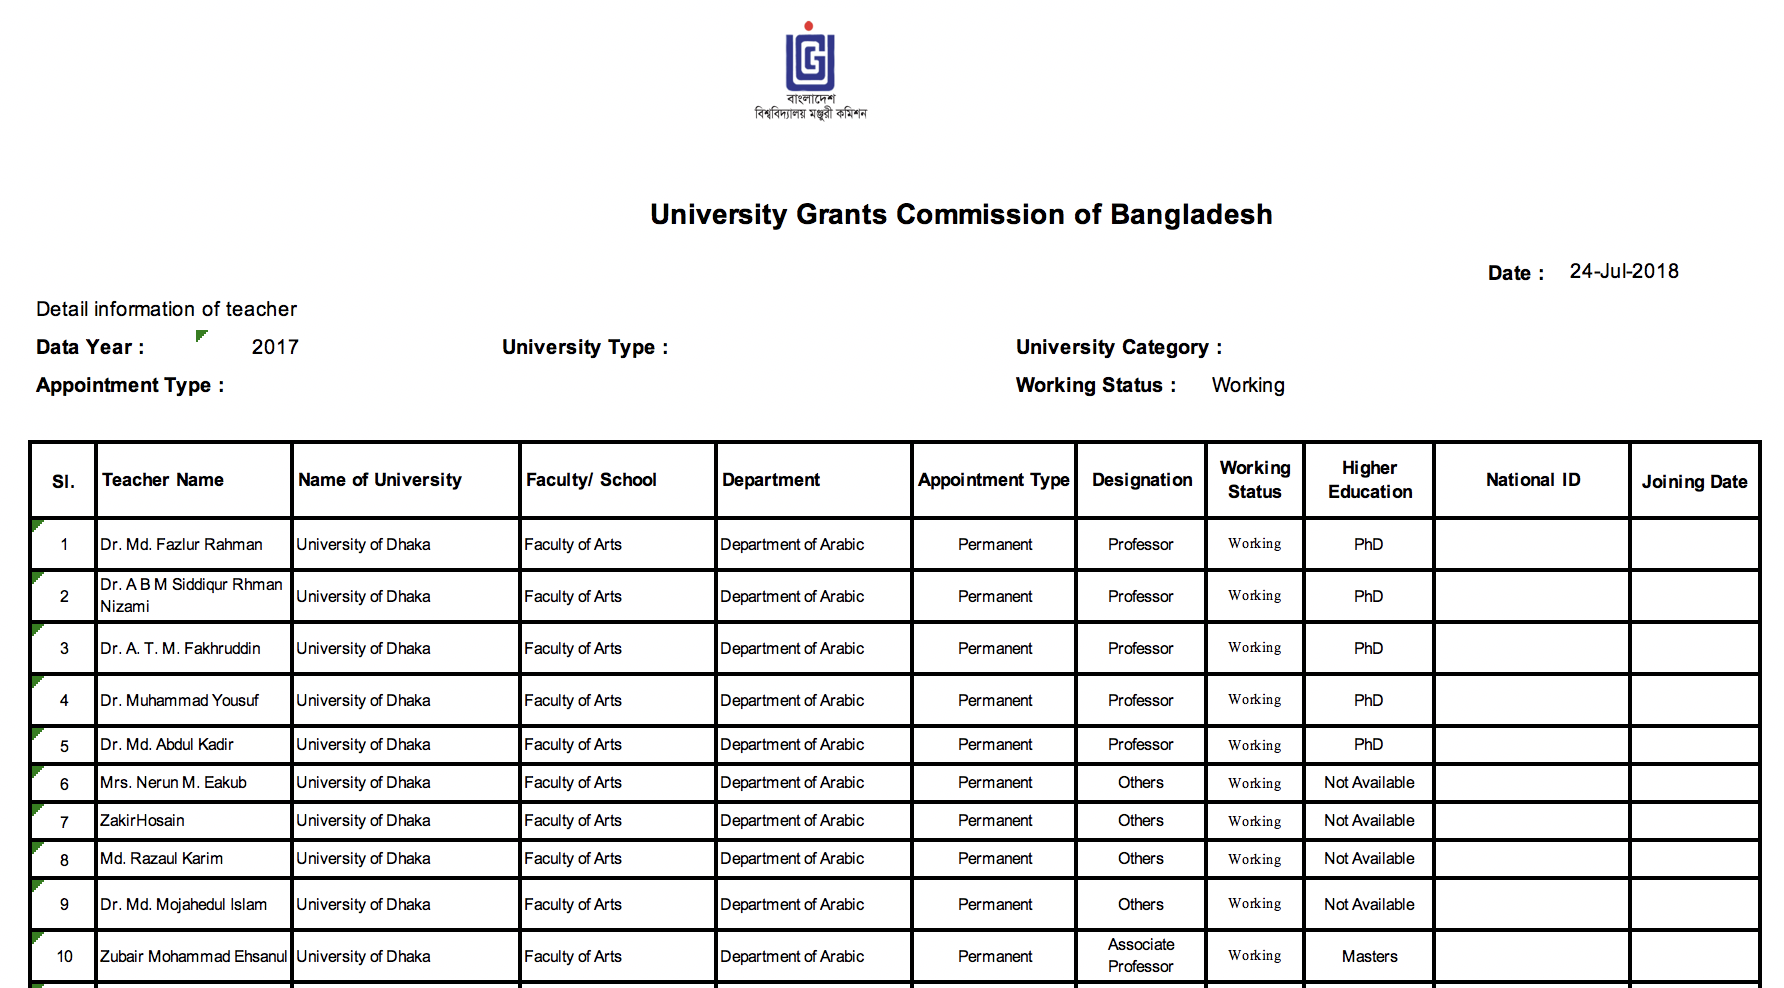 বাংলাদেশ
বিশ্ববিদ্যালয় মঞ্জুরী কমিশন
University Grants Commission of Bangladesh
Date : 24-Jul-2018
Detail information of teacher
Data Year : 2017 University Type : University Category :
Appointment Type : Working Status : Working
Sl. Teacher Name Name of University Faculty/ School Department Appointment Type Designation Working Status Higher Education National ID Joining Date
1 Dr. Md. Fazlur Rahman University of Dhaka Faculty of Arts Department of Arabic Permanent Professor Working PhD
2 Dr. A B M Siddiqur Rhman Nizami University of Dhaka Faculty of Arts Department of Arabic Permanent Professor Working PhD
3 Dr. A. T. M. Fakhruddin University of Dhaka Faculty of Arts Department of Arabic Permanent Professor Working PhD
4 Dr. Muhammad Yousuf University of Dhaka Faculty of Arts Department of Arabic Permanent Professor Working PhD
5 Dr. Md. Abdul Kadir University of Dhaka Faculty of Arts Department of Arabic Permanent Professor Working PhD
6 Mrs. Nerun M. Eakub University of Dhaka Faculty of Arts Department of Arabic Permanent Others Working Not Available
7 ZakirHosain University of Dhaka Faculty of Arts Department of Arabic Permanent Others Working Not Available
8 Md. Razaul Karim University of Dhaka Faculty of Arts Department of Arabic Permanent Others Working Not Available
9 Dr. Md. Mojahedul Islam University of Dhaka Faculty of Arts Department of Arabic Permanent Others Working Not Available
10 Zubair Mohammad Ehsanul University of Dhaka Faculty of Arts Department of Arabic Permanent Associate Professor Working Masters